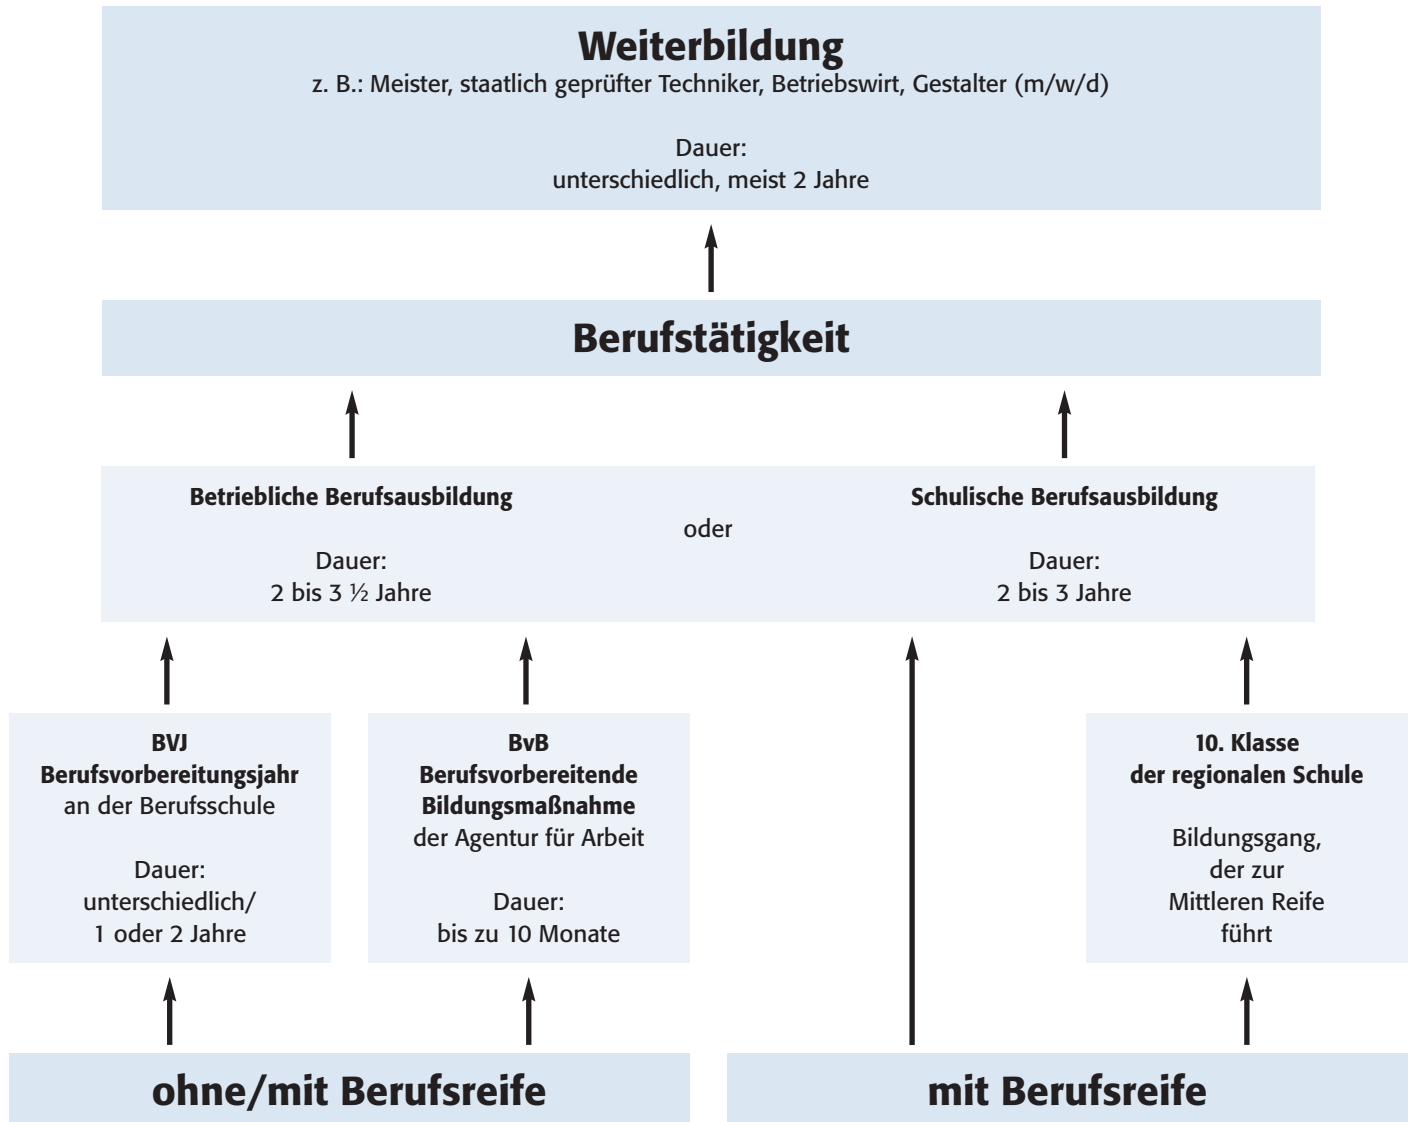 Weiterbildung
z. B.: Meister, staatlich geprüfter Techniker, Betriebswirt, Gestalter (m/w/d)
Dauer:
unterschiedlich, meist 2 Jahre
Berufstätigkeit
Betriebliche Berufsausbildung
Dauer:
2 bis 3 ½ Jahre
oder
Schulische Berufsausbildung
Dauer:
2 bis 3 Jahre
BVJ
Berufsvorbereitungsjahr
an der Berufsschule
Dauer:
unterschiedlich/
1 oder 2 Jahre
BvB
Berufsvorbereitende
Bildungsmaßnahme
der Agentur für Arbeit
Dauer:
bis zu 10 Monate
10. Klasse
der regionalen Schule
Bildungsgang,
der zur
Mittleren Reife
führt
ohne/mit Berufsreife
mit Berufsreife